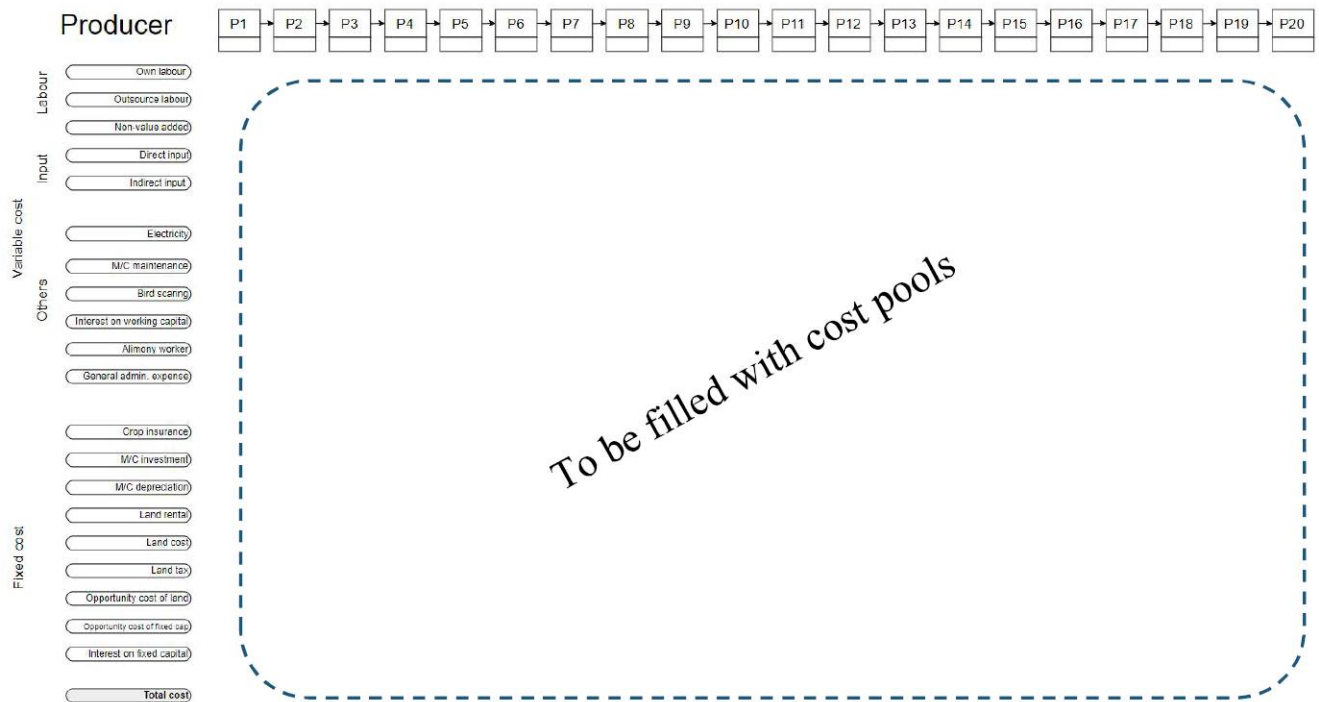 Producer
P1
P2
P3
P4
P5
P6
P7
P8
P9
P10
P11
P12
P13
P14
P15
P16
P17
P18
P19
P20
Variable cost
Labour
Own labour
Outsource labour
Non-value added
Input
Direct input
Indirect input
Others
Electricity
M/C maintenance
Bird scaring
Interest on working capital
Alimony worker
General admin. expense
Fixed cost
Crop insurance
M/C investment
M/C depreciation
Land rental
Land cost
Land tax
Opportunity cost of land
Opportunity cost of fixed cap
Interest on fixed capital
Total cost
To be filled with cost pools